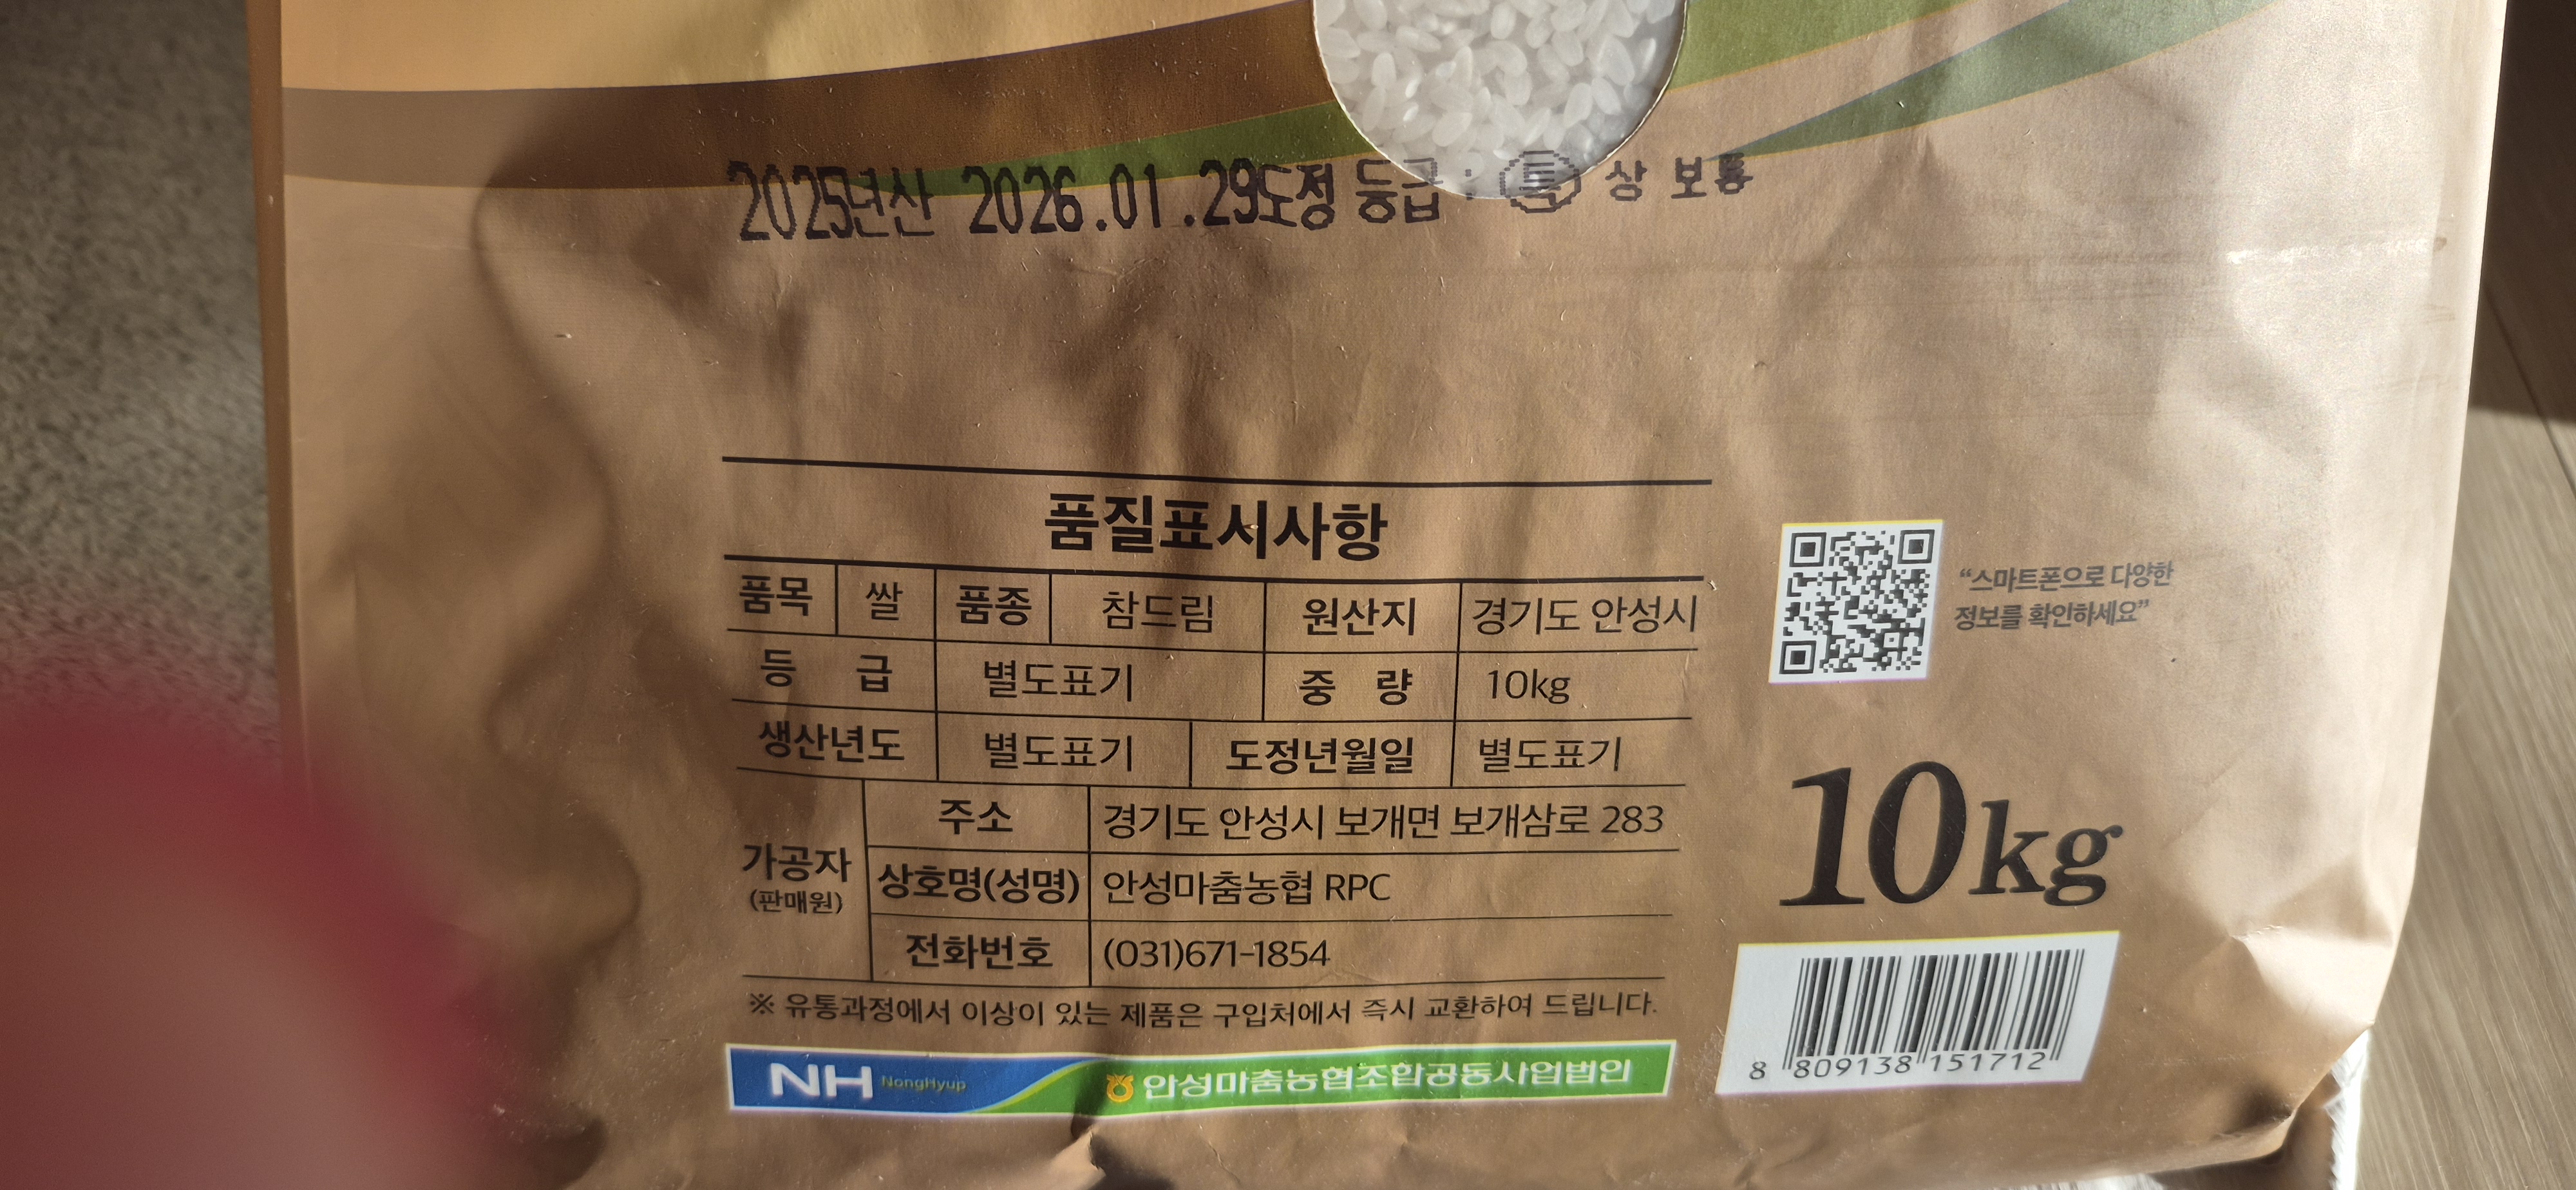 2025년산 2026.01.29도정 등급 : 특 상 보통
품질표시사항
품목 쌀 품종 참드림 원산지 경기도 안성시
등 급 별도표기 중 량 10kg
생산년도 별도표기 도정년월일 별도표기
가공자
(판매원)
주소 경기도 안성시 보개면 보개삼로 283
상호명(성명) 안성마춤농협 RPC
전화번호 (031)671-1854
※ 유통과정에서 이상이 있는 제품은 구입처에서 즉시 교환하여 드립니다.
NH NongHyup 안성마춤농협조합공동사업법인
“스마트폰으로 다양한
정보를 확인하세요”
10kg
8 809138 151712